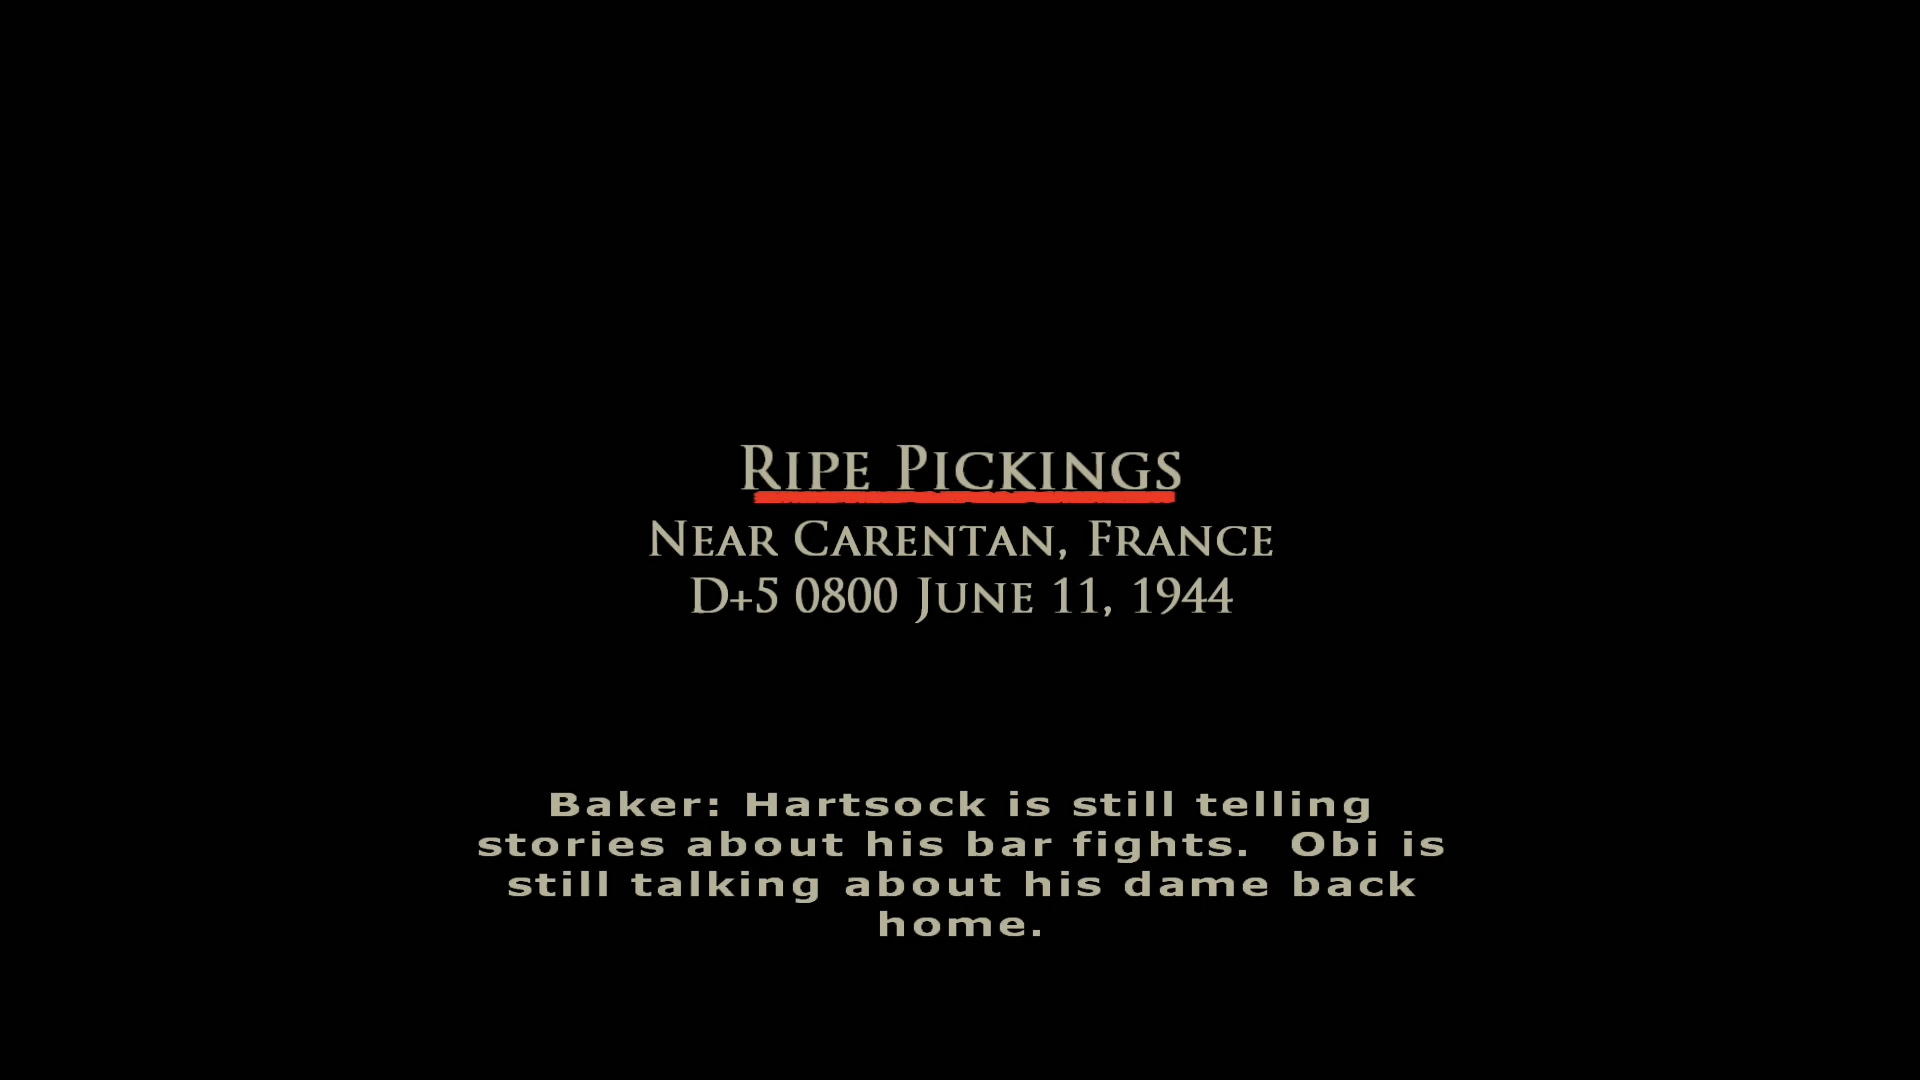 Ripe Pickings
Near Carentan, France
D+5 0800 June 11, 1944
Baker: Hartsock is still telling
stories about his bar fights.  Obi is
still talking about his dame back
home.